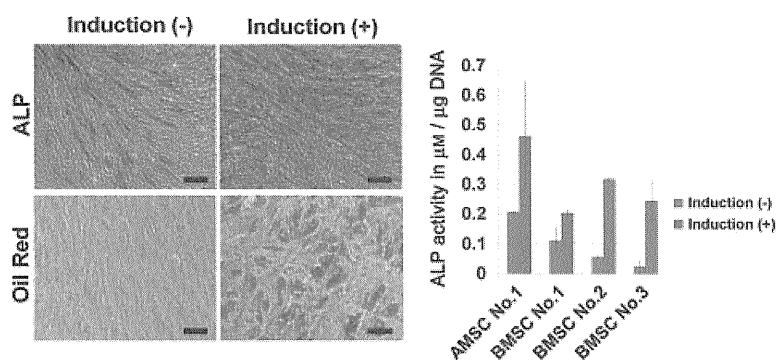 Induction (-)
Induction (+)
ALP
Oil Red
ALP activity in µM / µg DNA
0.7
0.6
0.5
0.4
0.3
0.2
0.1
0
AMSC No.1
BMSC No.1
BMSC No.2
BMSC No.3
Induction (-)
Induction (+)